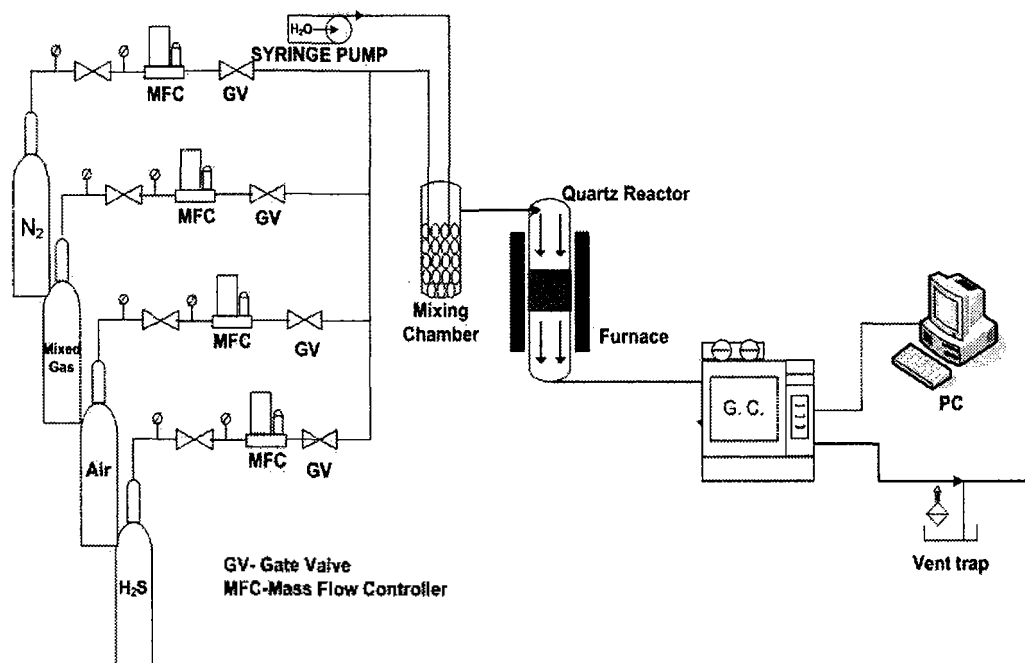 H₂O
SYRINGE PUMP
MFC
GV
N₂
MFC
GV
Quartz Reactor
Mixed
Gas
MFC
GV
Mixing
Chamber
Furnace
Air
MFC
GV
G. C.
PC
H₂S
GV- Gate Valve
MFC-Mass Flow Controller
Vent trap